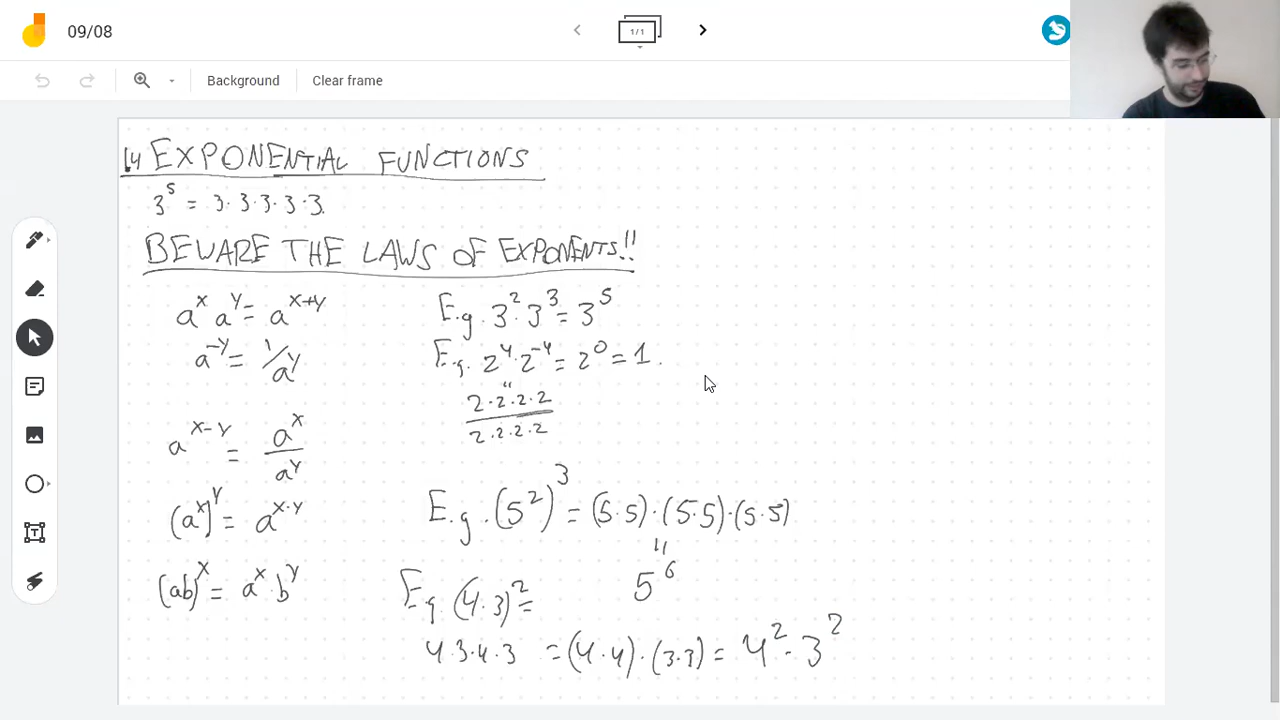 09/08
1/1
Background
Clear frame
1.4 EXPONENTIAL FUNCTIONS
3^5 = 3·3·3·3·3.
BEWARE THE LAWS OF EXPONENTS!!
a^x a^y = a^{x+y}
E.g. 3^2·3^3 = 3^5
a^{-y} = 1/a^y
E.g. 2^4·2^{-4} = 2^0 = 1.
"
2·2·2·2
2·2·2·2
a^{x-y} = a^x/a^y
(a^x)^y = a^{x·y}
E.g. (5^2)^3 = (5·5)·(5·5)·(5·5)
"
5^6
(ab)^x = a^x·b^y
E.g. (4·3)^2 =
4·3·4·3 = (4·4)·(3·3) = 4^2·3^2